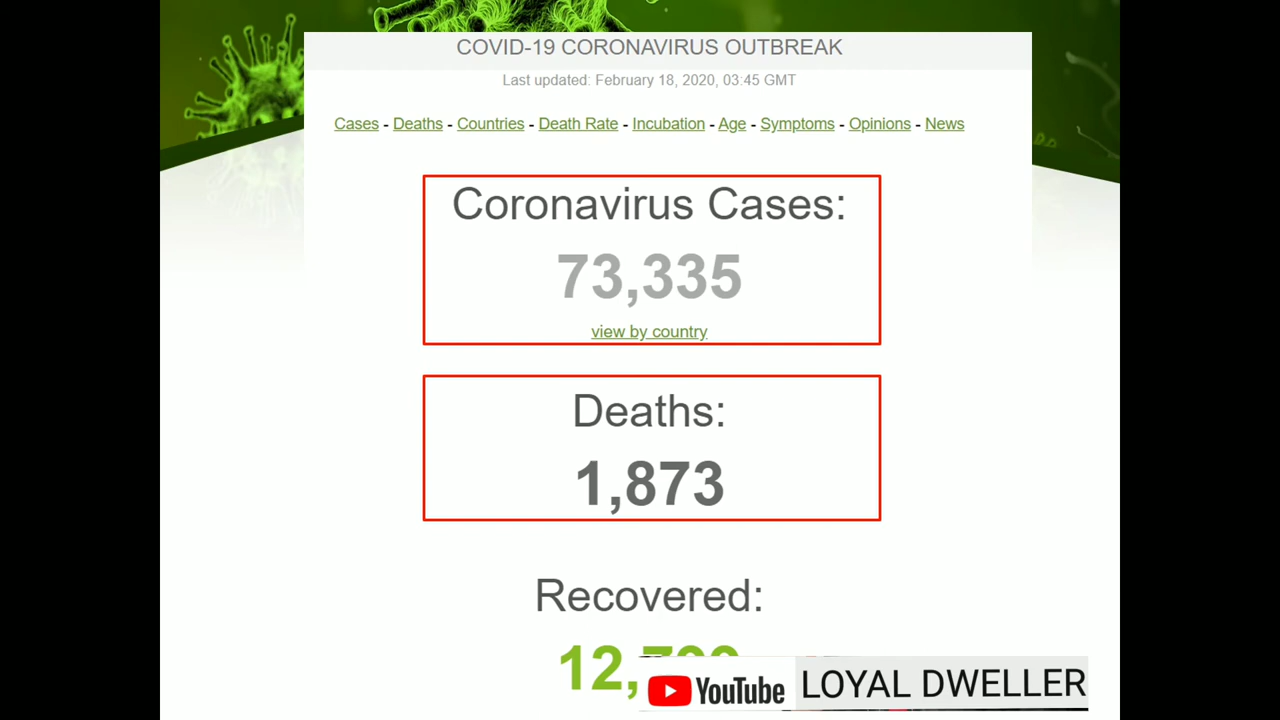 COVID-19 CORONAVIRUS OUTBREAK
Last updated: February 18, 2020, 03:45 GMT
Cases - Deaths - Countries - Death Rate - Incubation - Age - Symptoms - Opinions - News
Coronavirus Cases:
73,335
view by country
Deaths:
1,873
Recovered:
YouTube LOYAL DWELLER